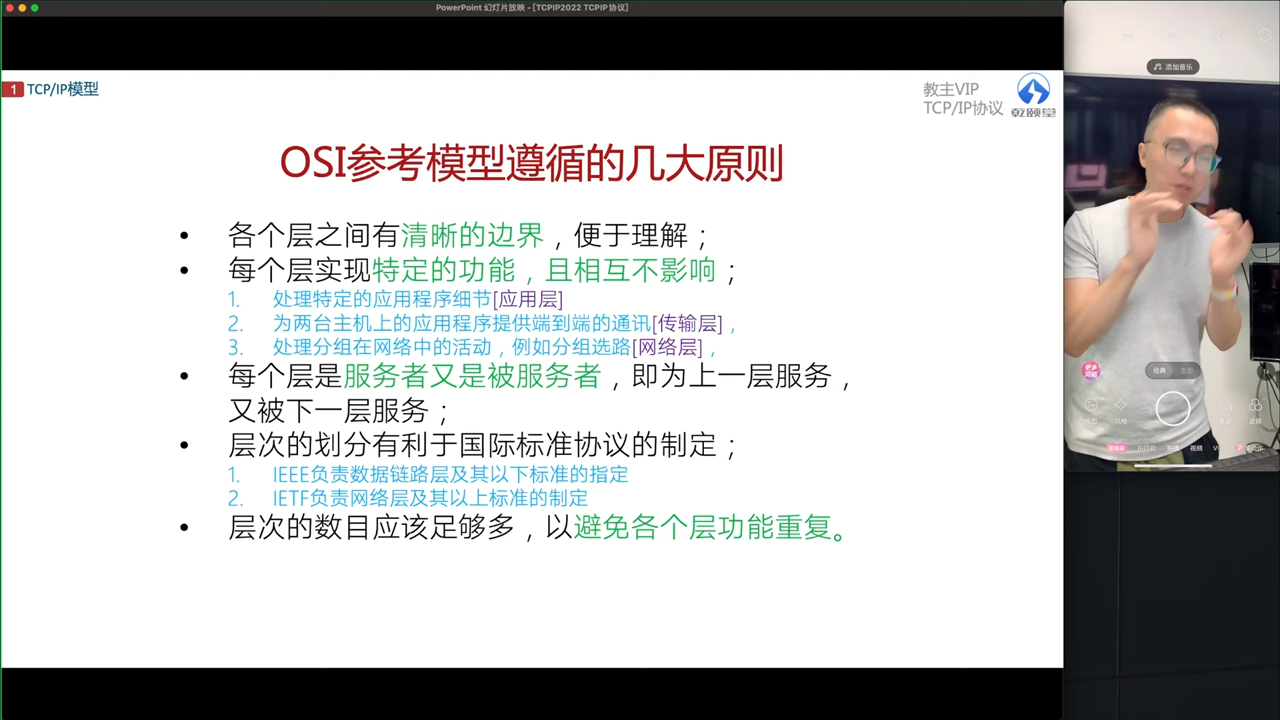 PowerPoint 幻灯片放映 - [TCPIP2022 TCPIP协议]
1 TCP/IP模型
教主VIP
TCP/IP协议
乾颐堂
OSI参考模型遵循的几大原则
• 各个层之间有清晰的边界，便于理解；
• 每个层实现特定的功能，且相互不影响；
1. 处理特定的应用程序细节[应用层]
2. 为两台主机上的应用程序提供端到端的通讯[传输层]，
3. 处理分组在网络中的活动，例如分组选路[网络层]，
• 每个层是服务者又是被服务者，即为上一层服务，
又被下一层服务；
• 层次的划分有利于国际标准协议的制定；
1. IEEE负责数据链路层及其以下标准的指定
2. IETF负责网络层及其以上标准的制定
• 层次的数目应该足够多，以避免各个层功能重复。
添加音乐
经典
风格
视频